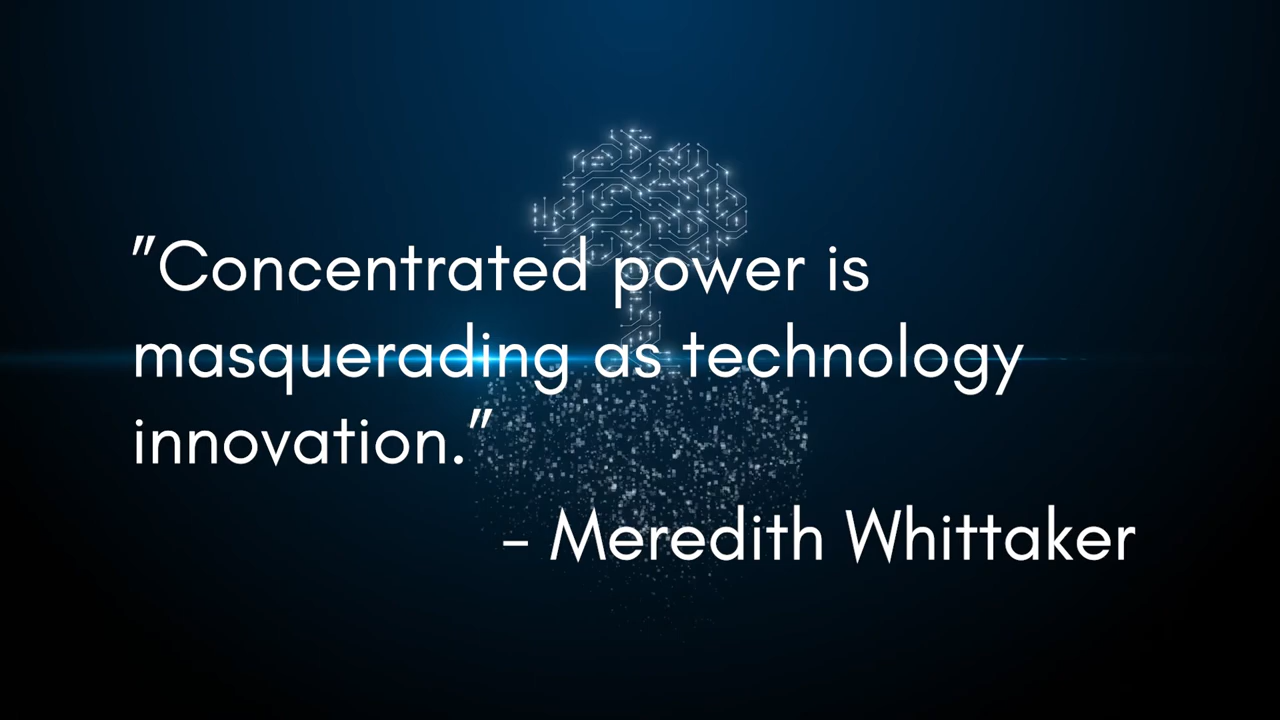 "Concentrated power is
masquerading as technology
innovation."
– Meredith Whittaker